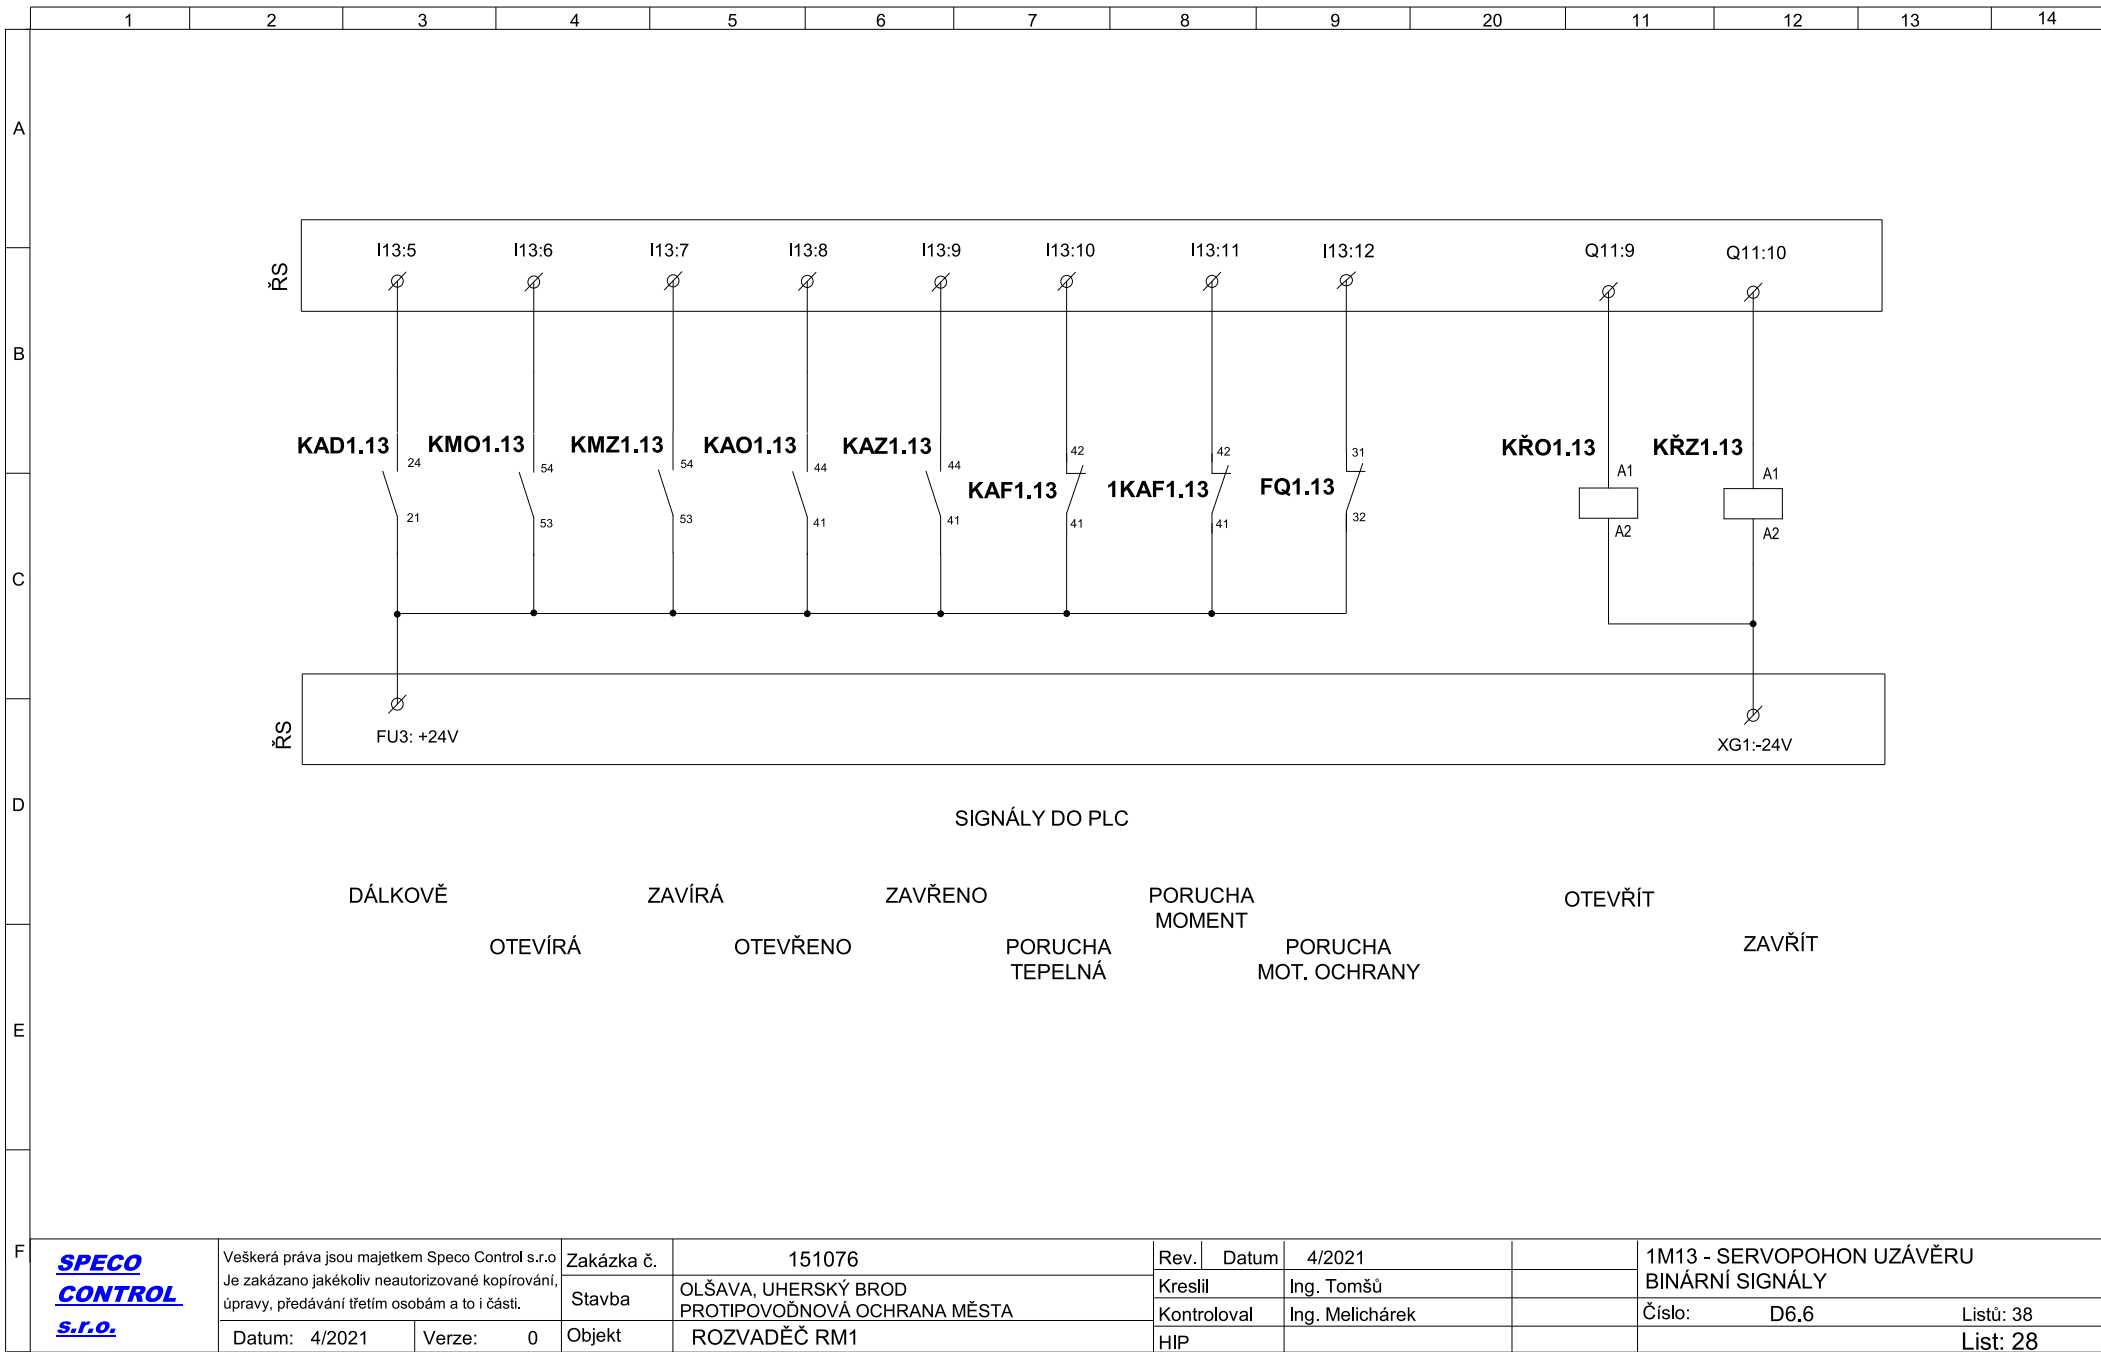 1 2 3 4 5 6 7 8 9 20 11 12 13 14
A
B
C
D
E
F
ŘS
I13:5 I13:6 I13:7 I13:8 I13:9 I13:10 I13:11 I13:12 Q11:9 Q11:10
KAD1.13 24 21
KMO1.13 54 53
KMZ1.13 54 53
KAO1.13 44 41
KAZ1.13 44 41
KAF1.13 42 41
1KAF1.13 42 41
FQ1.13 31 32
KŘO1.13 A1 A2
KŘZ1.13 A1 A2
ŘS
FU3: +24V
XG1:-24V
SIGNÁLY DO PLC
DÁLKOVĚ
OTEVÍRÁ
ZAVÍRÁ
OTEVŘENO
ZAVŘENO
PORUCHA
TEPELNÁ
PORUCHA
MOMENT
PORUCHA
MOT. OCHRANY
OTEVŘÍT
ZAVŘÍT
SPECO
CONTROL
s.r.o.
Veškerá práva jsou majetkem Speco Control s.r.o
Je zakázáno jakékoliv neautorizované kopírování,
úpravy, předávání třetím osobám a to i části.
Datum: 4/2021 Verze: 0
Zakázka č. 151076
Stavba OLŠAVA, UHERSKÝ BROD
PROTIPOVODŇOVÁ OCHRANA MĚSTA
Objekt ROZVADĚČ RM1
Rev. Datum 4/2021
Kreslil Ing. Tomšů
Kontroloval Ing. Melichárek
HIP
1M13 - SERVOPOHON UZÁVĚRU
BINÁRNÍ SIGNÁLY
Číslo: D6.6 Listů: 38
List: 28